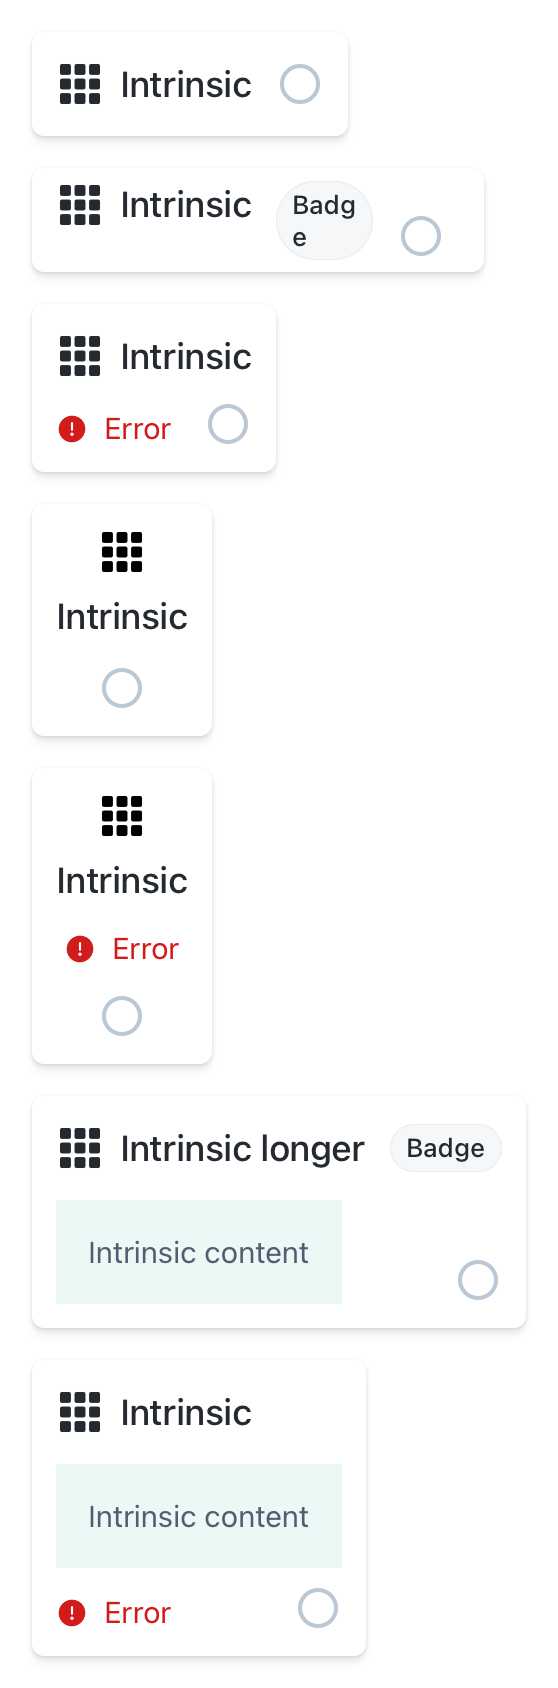 Intrinsic
Intrinsic Badg
e
Intrinsic
Error
Intrinsic
Intrinsic
Error
Intrinsic longer Badge
Intrinsic content
Intrinsic
Intrinsic content
Error